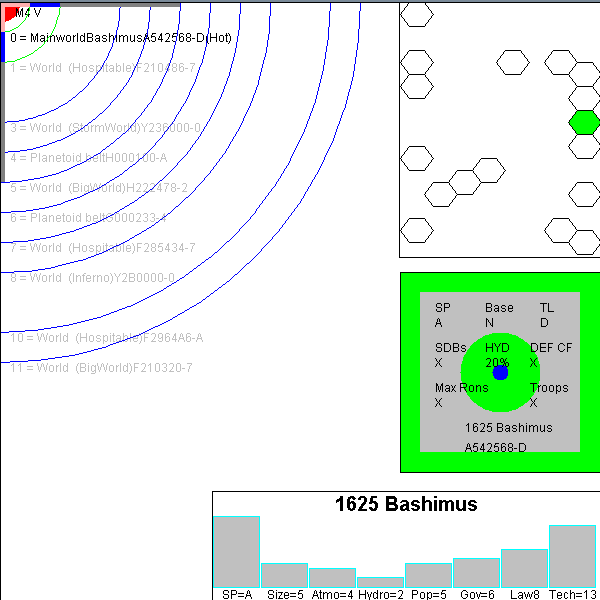 M4 V
0 = MainworldBashimusA542568-D(Hot)
1 = World (Hospitable)F210486-7
3 = World (StormWorld)Y236000-0
4 = Planetoid beltH000100-A
5 = World (BigWorld)H222478-2
6 = Planetoid beltG000233-4
7 = World (Hospitable)F285434-7
8 = World (Inferno)Y2B0000-0
10 = World (Hospitable)F2964A6-A
11 = World (BigWorld)F210320-7
SP Base TL
A N D
SDBs HYD DEF CF
X 20% X
Max Rons Troops
X X
1625 Bashimus
A542568-D
1625 Bashimus
SP=A Size=5 Atmo=4 Hydro=2 Pop=5 Gov=6 Law8 Tech=13